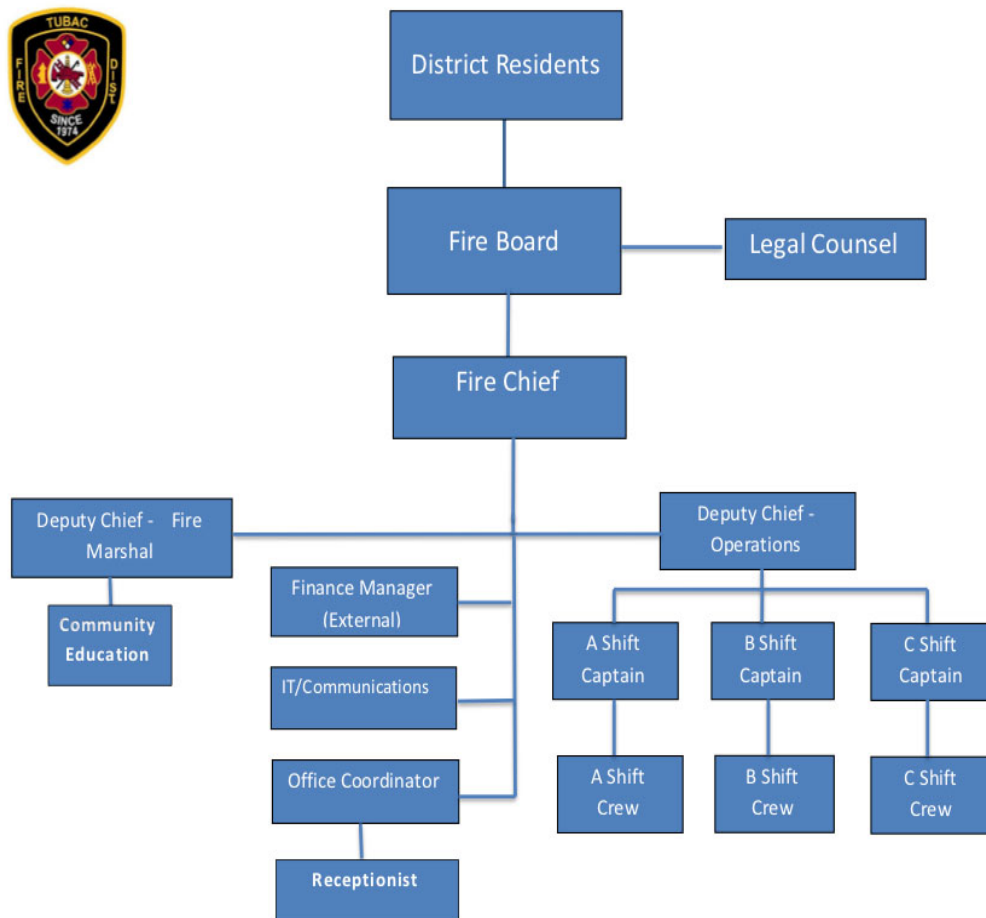 TUBAC
FIRE
DIST
SINCE
1974
District Residents
Fire Board
Legal Counsel
Fire Chief
Deputy Chief - Fire
Marshal
Deputy Chief -
Operations
Community
Education
Finance Manager
(External)
IT/Communications
Office Coordinator
Receptionist
A Shift
Captain
B Shift
Captain
C Shift
Captain
A Shift
Crew
B Shift
Crew
C Shift
Crew